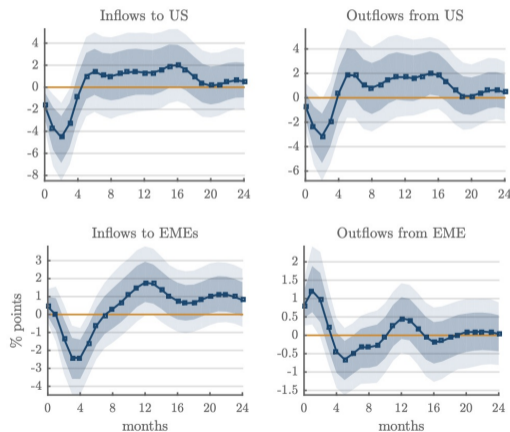 Inflows to US
4
2
0
-2
-4
-6
-8
0 4 8 12 16 20 24
Outflows from US
4
2
0
-2
-4
-6
0 4 8 12 16 20 24
Inflows to EMEs
% points
3
2
1
0
-1
-2
-3
-4
0 4 8 12 16 20 24
months
Outflows from EME
2
1.5
1
0.5
0
-0.5
-1
-1.5
0 4 8 12 16 20 24
months